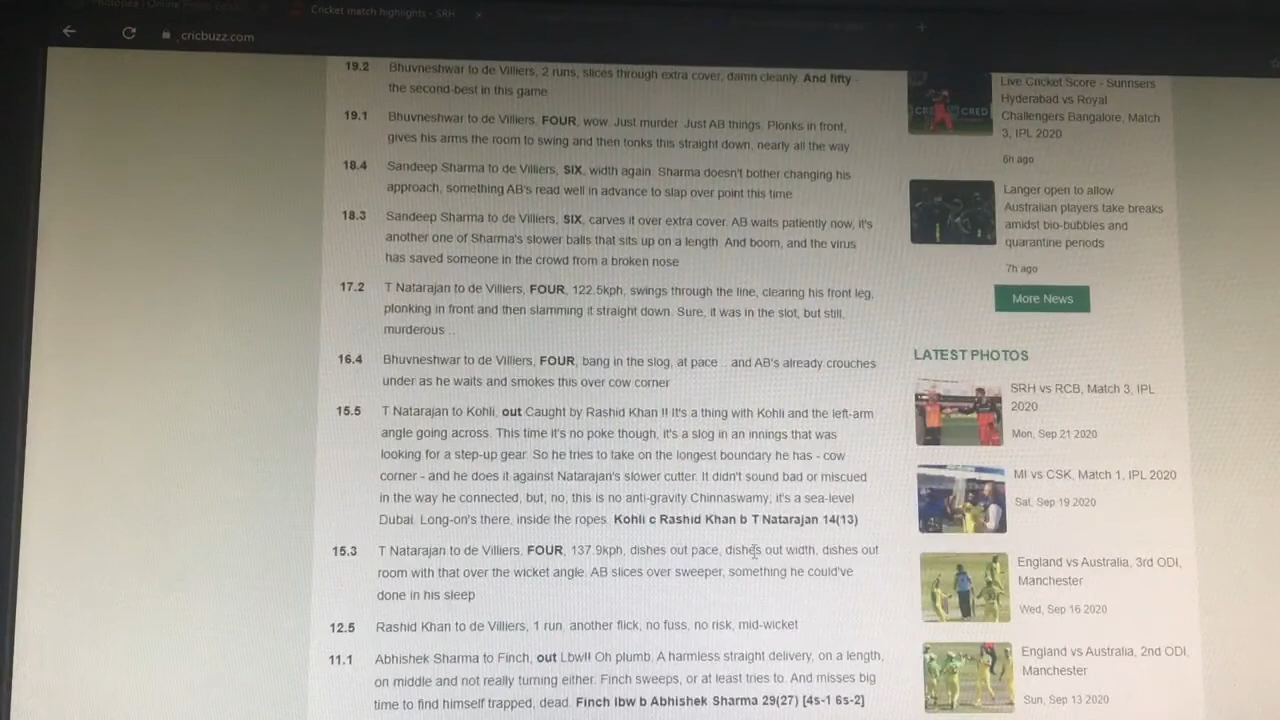 Cricket match highlights - SRH
cricbuzz.com
19.2 Bhuvneshwar to de Villiers, 2 runs, slices through extra cover, damn cleanly. And fifty -
the second-best in this game
19.1 Bhuvneshwar to de Villiers, FOUR, wow. Just murder. Just AB things. Plonks in front,
gives his arms the room to swing and then tonks this straight down, nearly all the way
18.4 Sandeep Sharma to de Villiers, SIX, width again. Sharma doesn't bother changing his
approach, something AB's read well in advance to slap over point this time
18.3 Sandeep Sharma to de Villiers, SIX, carves it over extra cover. AB waits patiently now, it's
another one of Sharma's slower balls that sits up on a length. And boom, and the virus
has saved someone in the crowd from a broken nose
17.2 T Natarajan to de Villiers, FOUR, 122.5kph, swings through the line, clearing his front leg,
plonking in front and then slamming it straight down. Sure, it was in the slot, but still,
murderous ..
16.4 Bhuvneshwar to de Villiers, FOUR, bang in the slog, at pace .. and AB's already crouches
under as he waits and smokes this over cow corner
15.5 T Natarajan to Kohli, out Caught by Rashid Khan !! It's a thing with Kohli and the left-arm
angle going across. This time it's no poke though, it's a slog in an innings that was
looking for a step-up gear. So he tries to take on the longest boundary he has - cow
corner - and he does it against Natarajan's slower cutter. It didn't sound bad or miscued
in the way he connected, but, no, this is no anti-gravity Chinnaswamy, it's a sea-level
Dubai. Long-on's there, inside the ropes. Kohli c Rashid Khan b T Natarajan 14(13)
15.3 T Natarajan to de Villiers, FOUR, 137.9kph, dishes out pace, dishes out width, dishes out
room with that over the wicket angle. AB slices over sweeper, something he could've
done in his sleep
12.5 Rashid Khan to de Villiers, 1 run, another flick, no fuss, no risk, mid-wicket
11.1 Abhishek Sharma to Finch, out Lbw!! Oh plumb. A harmless straight delivery, on a length,
on middle and not really turning either. Finch sweeps, or at least tries to. And misses big
time to find himself trapped, dead. Finch lbw b Abhishek Sharma 29(27) [4s-1 6s-2]
CRED
Live Cricket Score - Sunrisers
Hyderabad vs Royal
Challengers Bangalore, Match
3, IPL 2020
6h ago
Langer open to allow
Australian players take breaks
amidst bio-bubbles and
quarantine periods
7h ago
More News
LATEST PHOTOS
SRH vs RCB, Match 3, IPL
2020
Mon, Sep 21 2020
MI vs CSK, Match 1, IPL 2020
Sat, Sep 19 2020
England vs Australia, 3rd ODI,
Manchester
Wed, Sep 16 2020
England vs Australia, 2nd ODI,
Manchester
Sun, Sep 13 2020